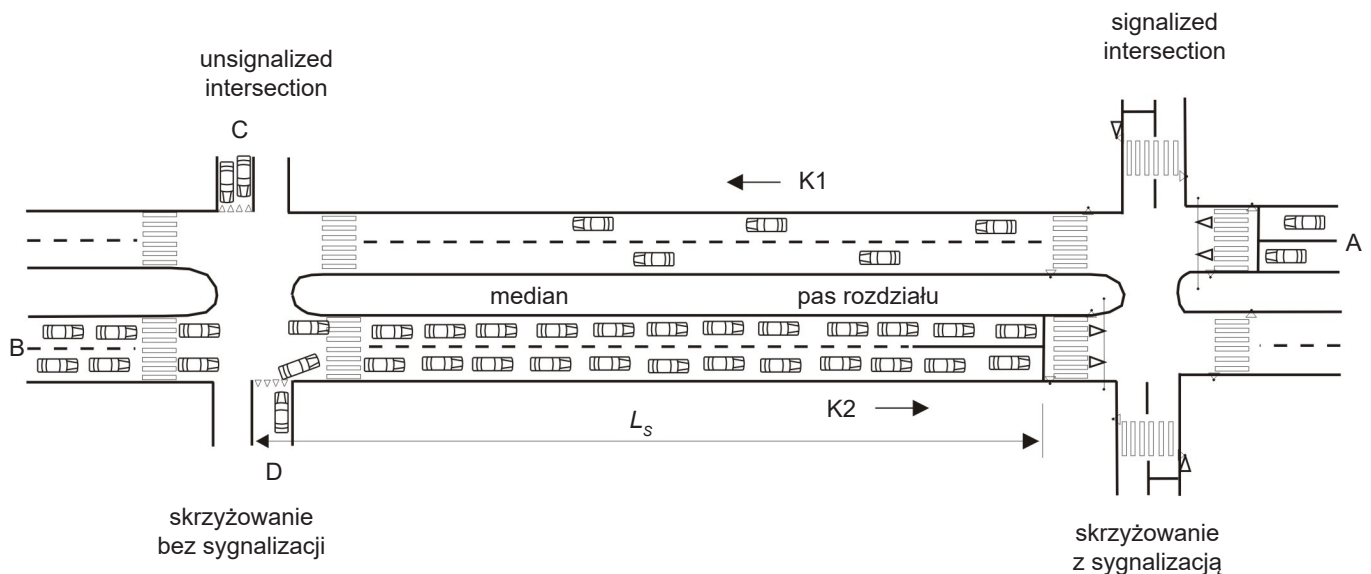 signalized
intersection
unsignalized
intersection
C
K1
A
median
pas rozdziału
B
K2
L_S
D
skrzyżowanie
bez sygnalizacji
skrzyżowanie
z sygnalizacją